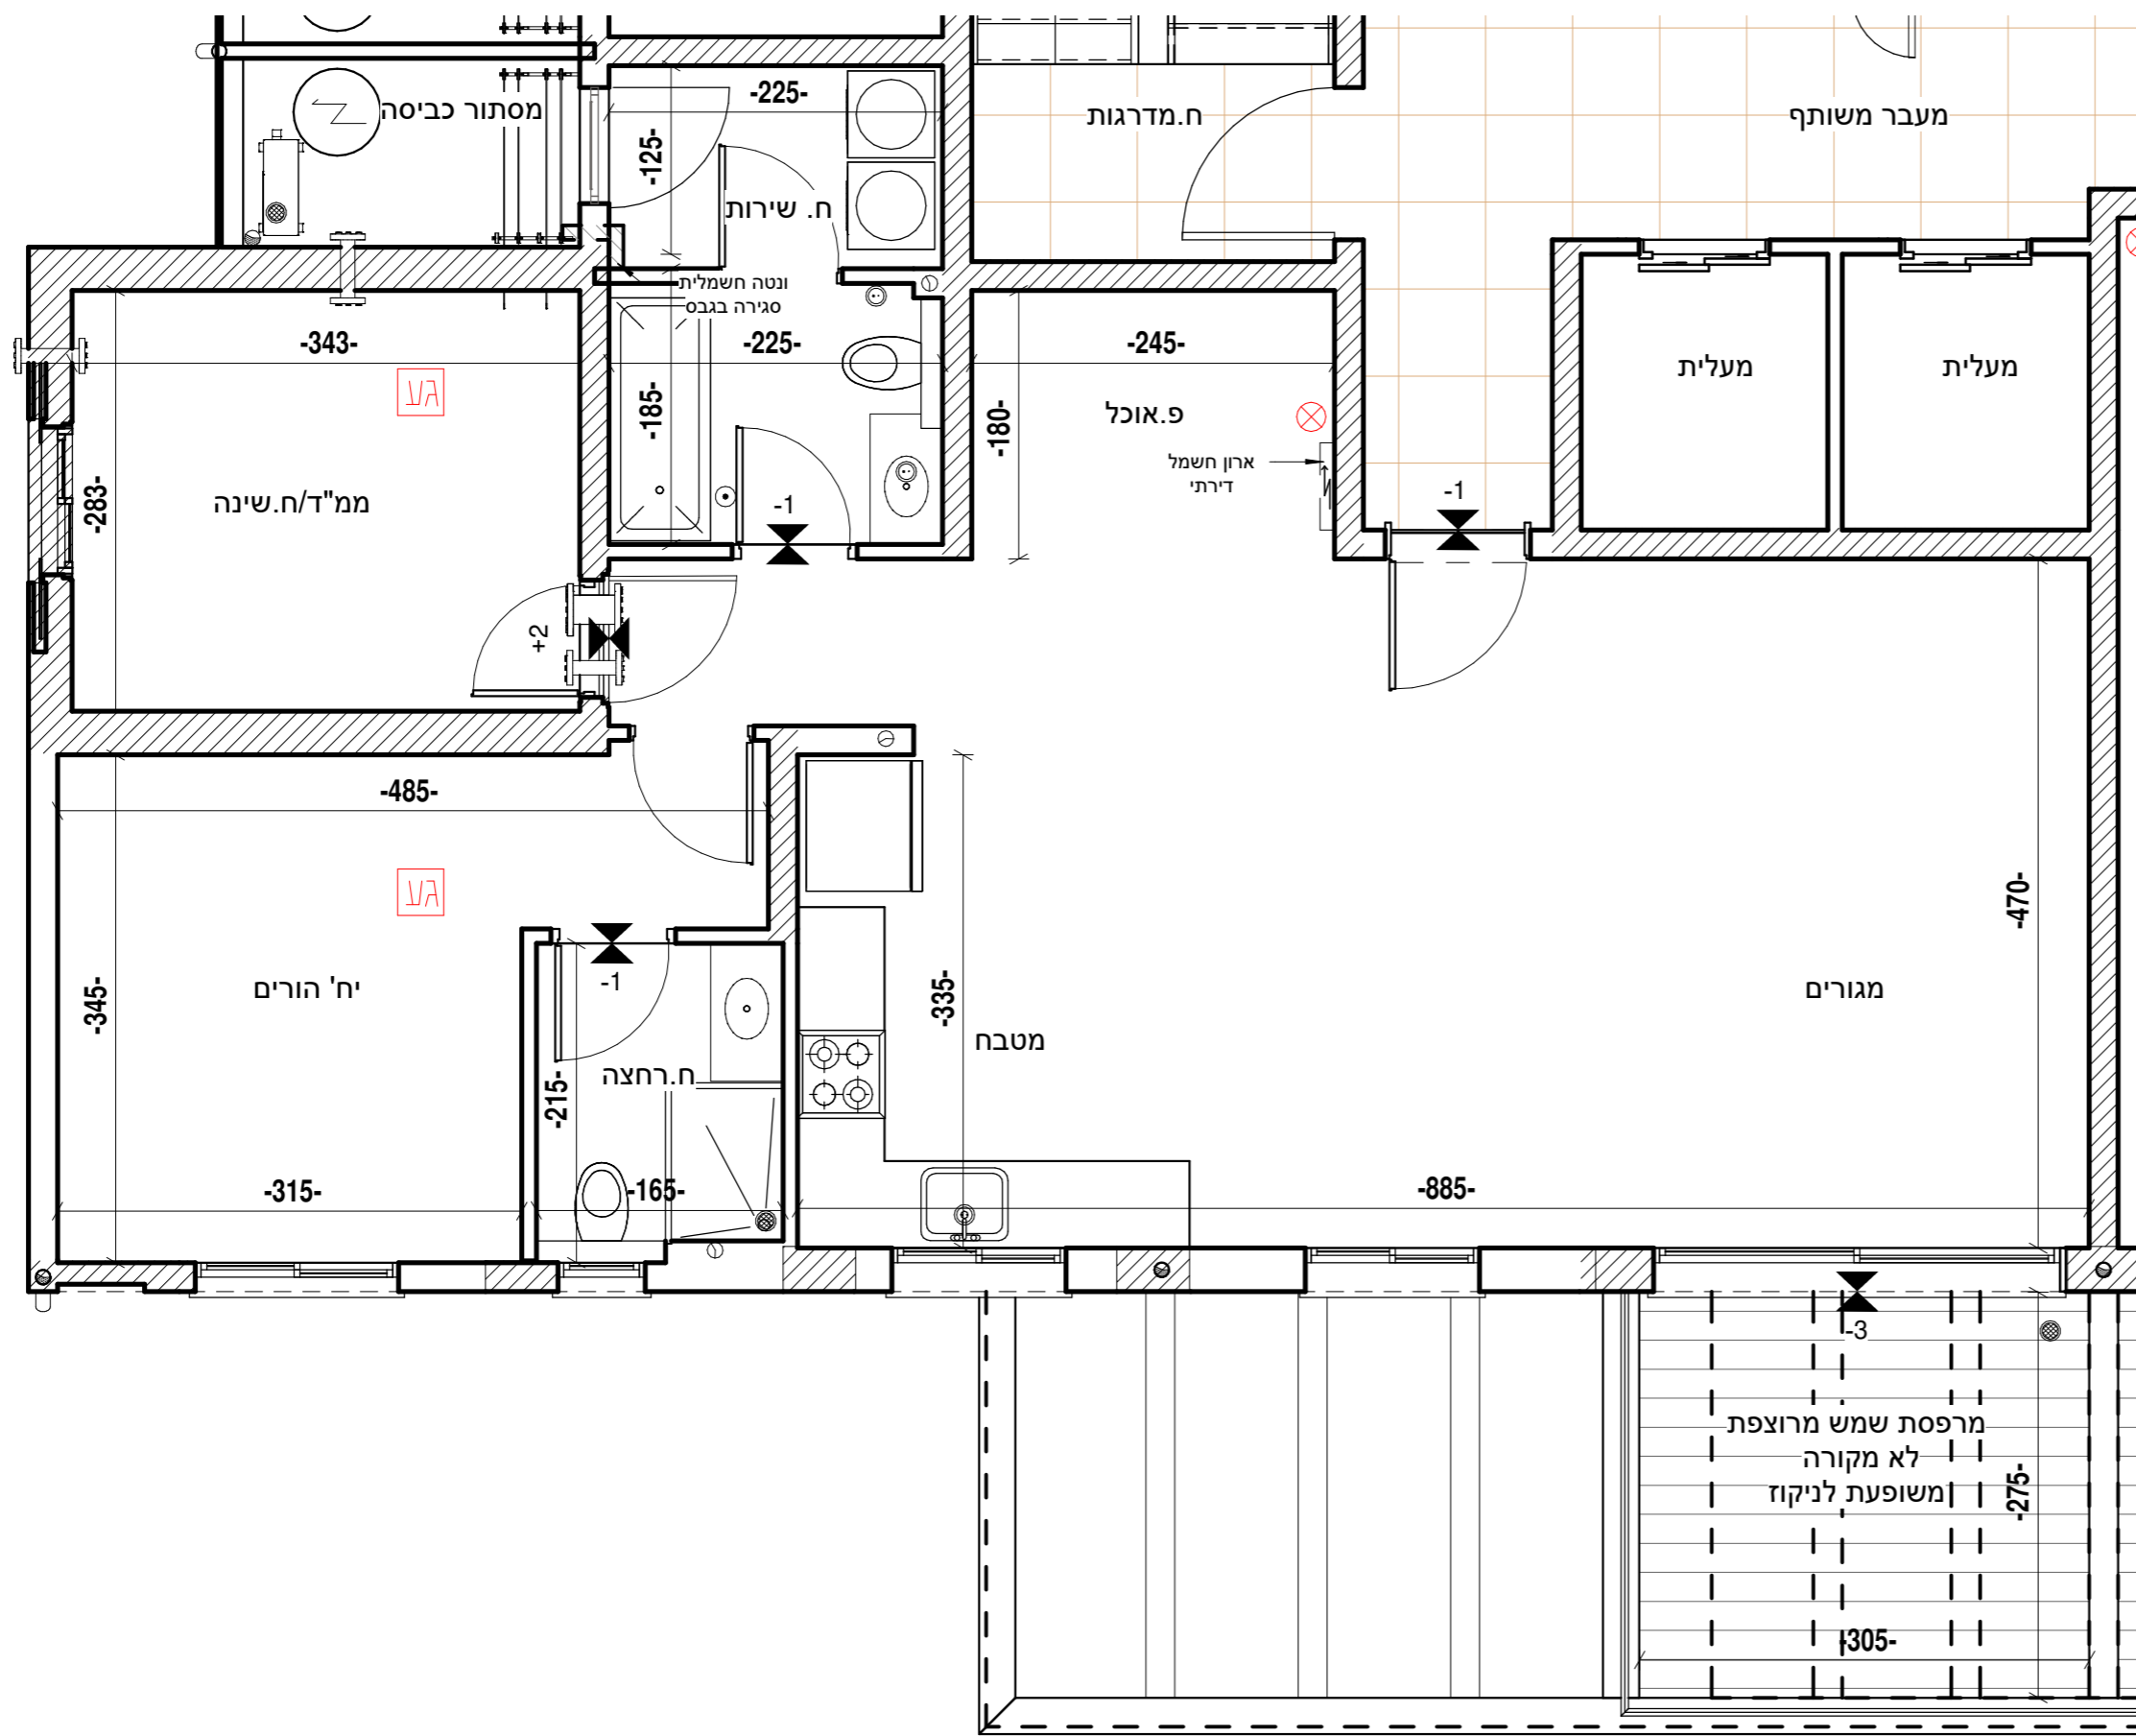 מסתור כביסה
-225-
-125-
ח. שירות
ח.מדרגות
מעבר משותף
ונטה חשמלית
סגירה בגבס
-343-
-225-
-245-
-185-
-180-
פ.אוכל
מעלית
מעלית
גע
ארון חשמל
דירתי
-283-
ממ"ד/ח.שינה
-1
-1
+2
-485-
גע
-470-
-345-
יח' הורים
-1
-335-
מגורים
מטבח
ח.רחצה
-215-
-315-
-165-
-885-
-3
מרפסת שמש מרוצפת
לא מקורה
משופעת לניקוז
-275-
-305-